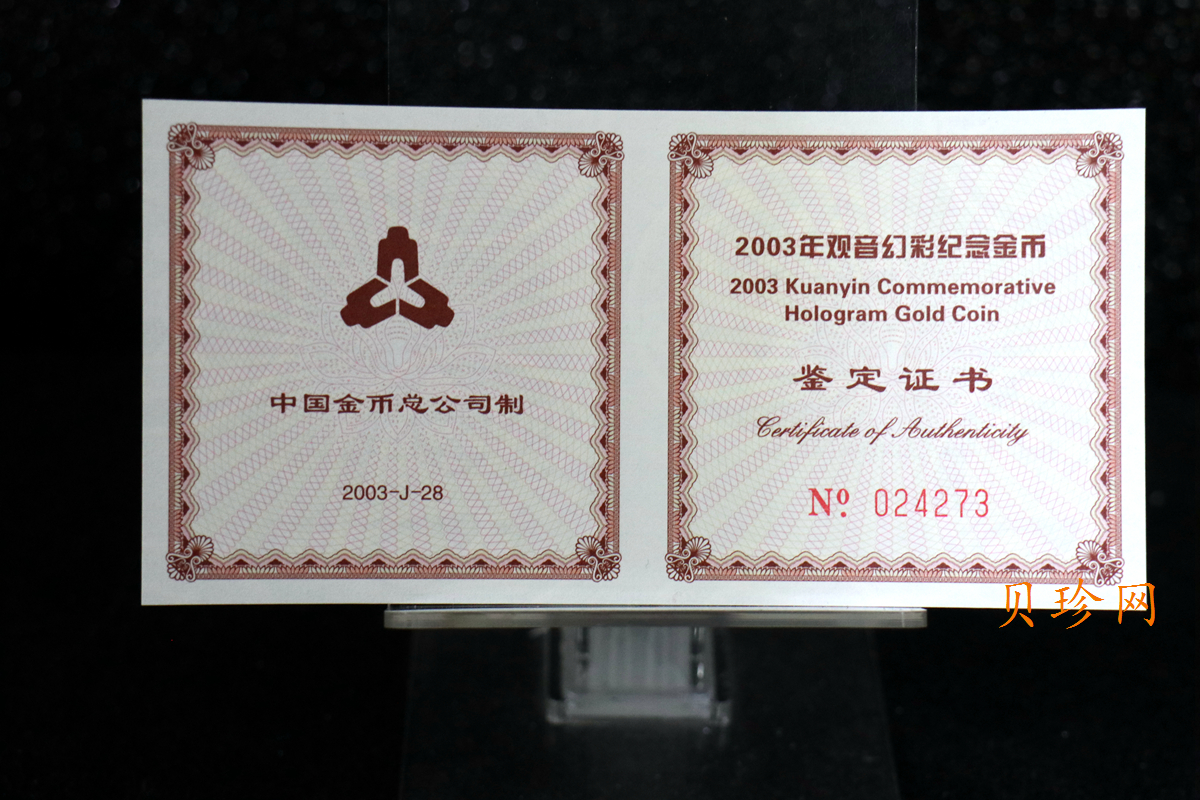 中国金币总公司制
2003-J-28
2003年观音幻彩纪念金币
2003 Kuanyin Commemorative
Hologram Gold Coin
鉴定证书
Certificate of Authenticity
Nº 024273
贝珍网